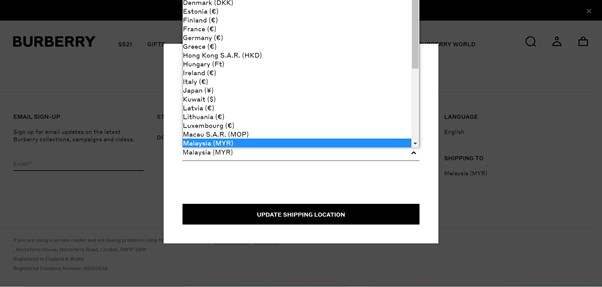 Denmark (DKK)
Estonia (€)
Finland (€)
France (€)
Germany (€)
Greece (€)
Hong Kong S.A.R. (HKD)
Hungary (Ft)
Ireland (€)
Italy (€)
Japan (¥)
Kuwait ($)
Latvia (€)
Lithuania (€)
Luxembourg (€)
Macau S.A.R. (MOP)
Malaysia (MYR)
Malaysia (MYR)
UPDATE SHIPPING LOCATION
BURBERRY
SS21
GIFTS
BERRY WORLD
EMAIL SIGN-UP
Sign up for email updates on the latest
Burberry collections, campaigns and videos.
Email*
LANGUAGE
English
SHIPPING TO
Malaysia (MYR)
If you are using a screen reader and are having problems using
Horseferry House, Horseferry Road, London, SW1P 2AW
Registered in England & Wales
Registered Company Number: